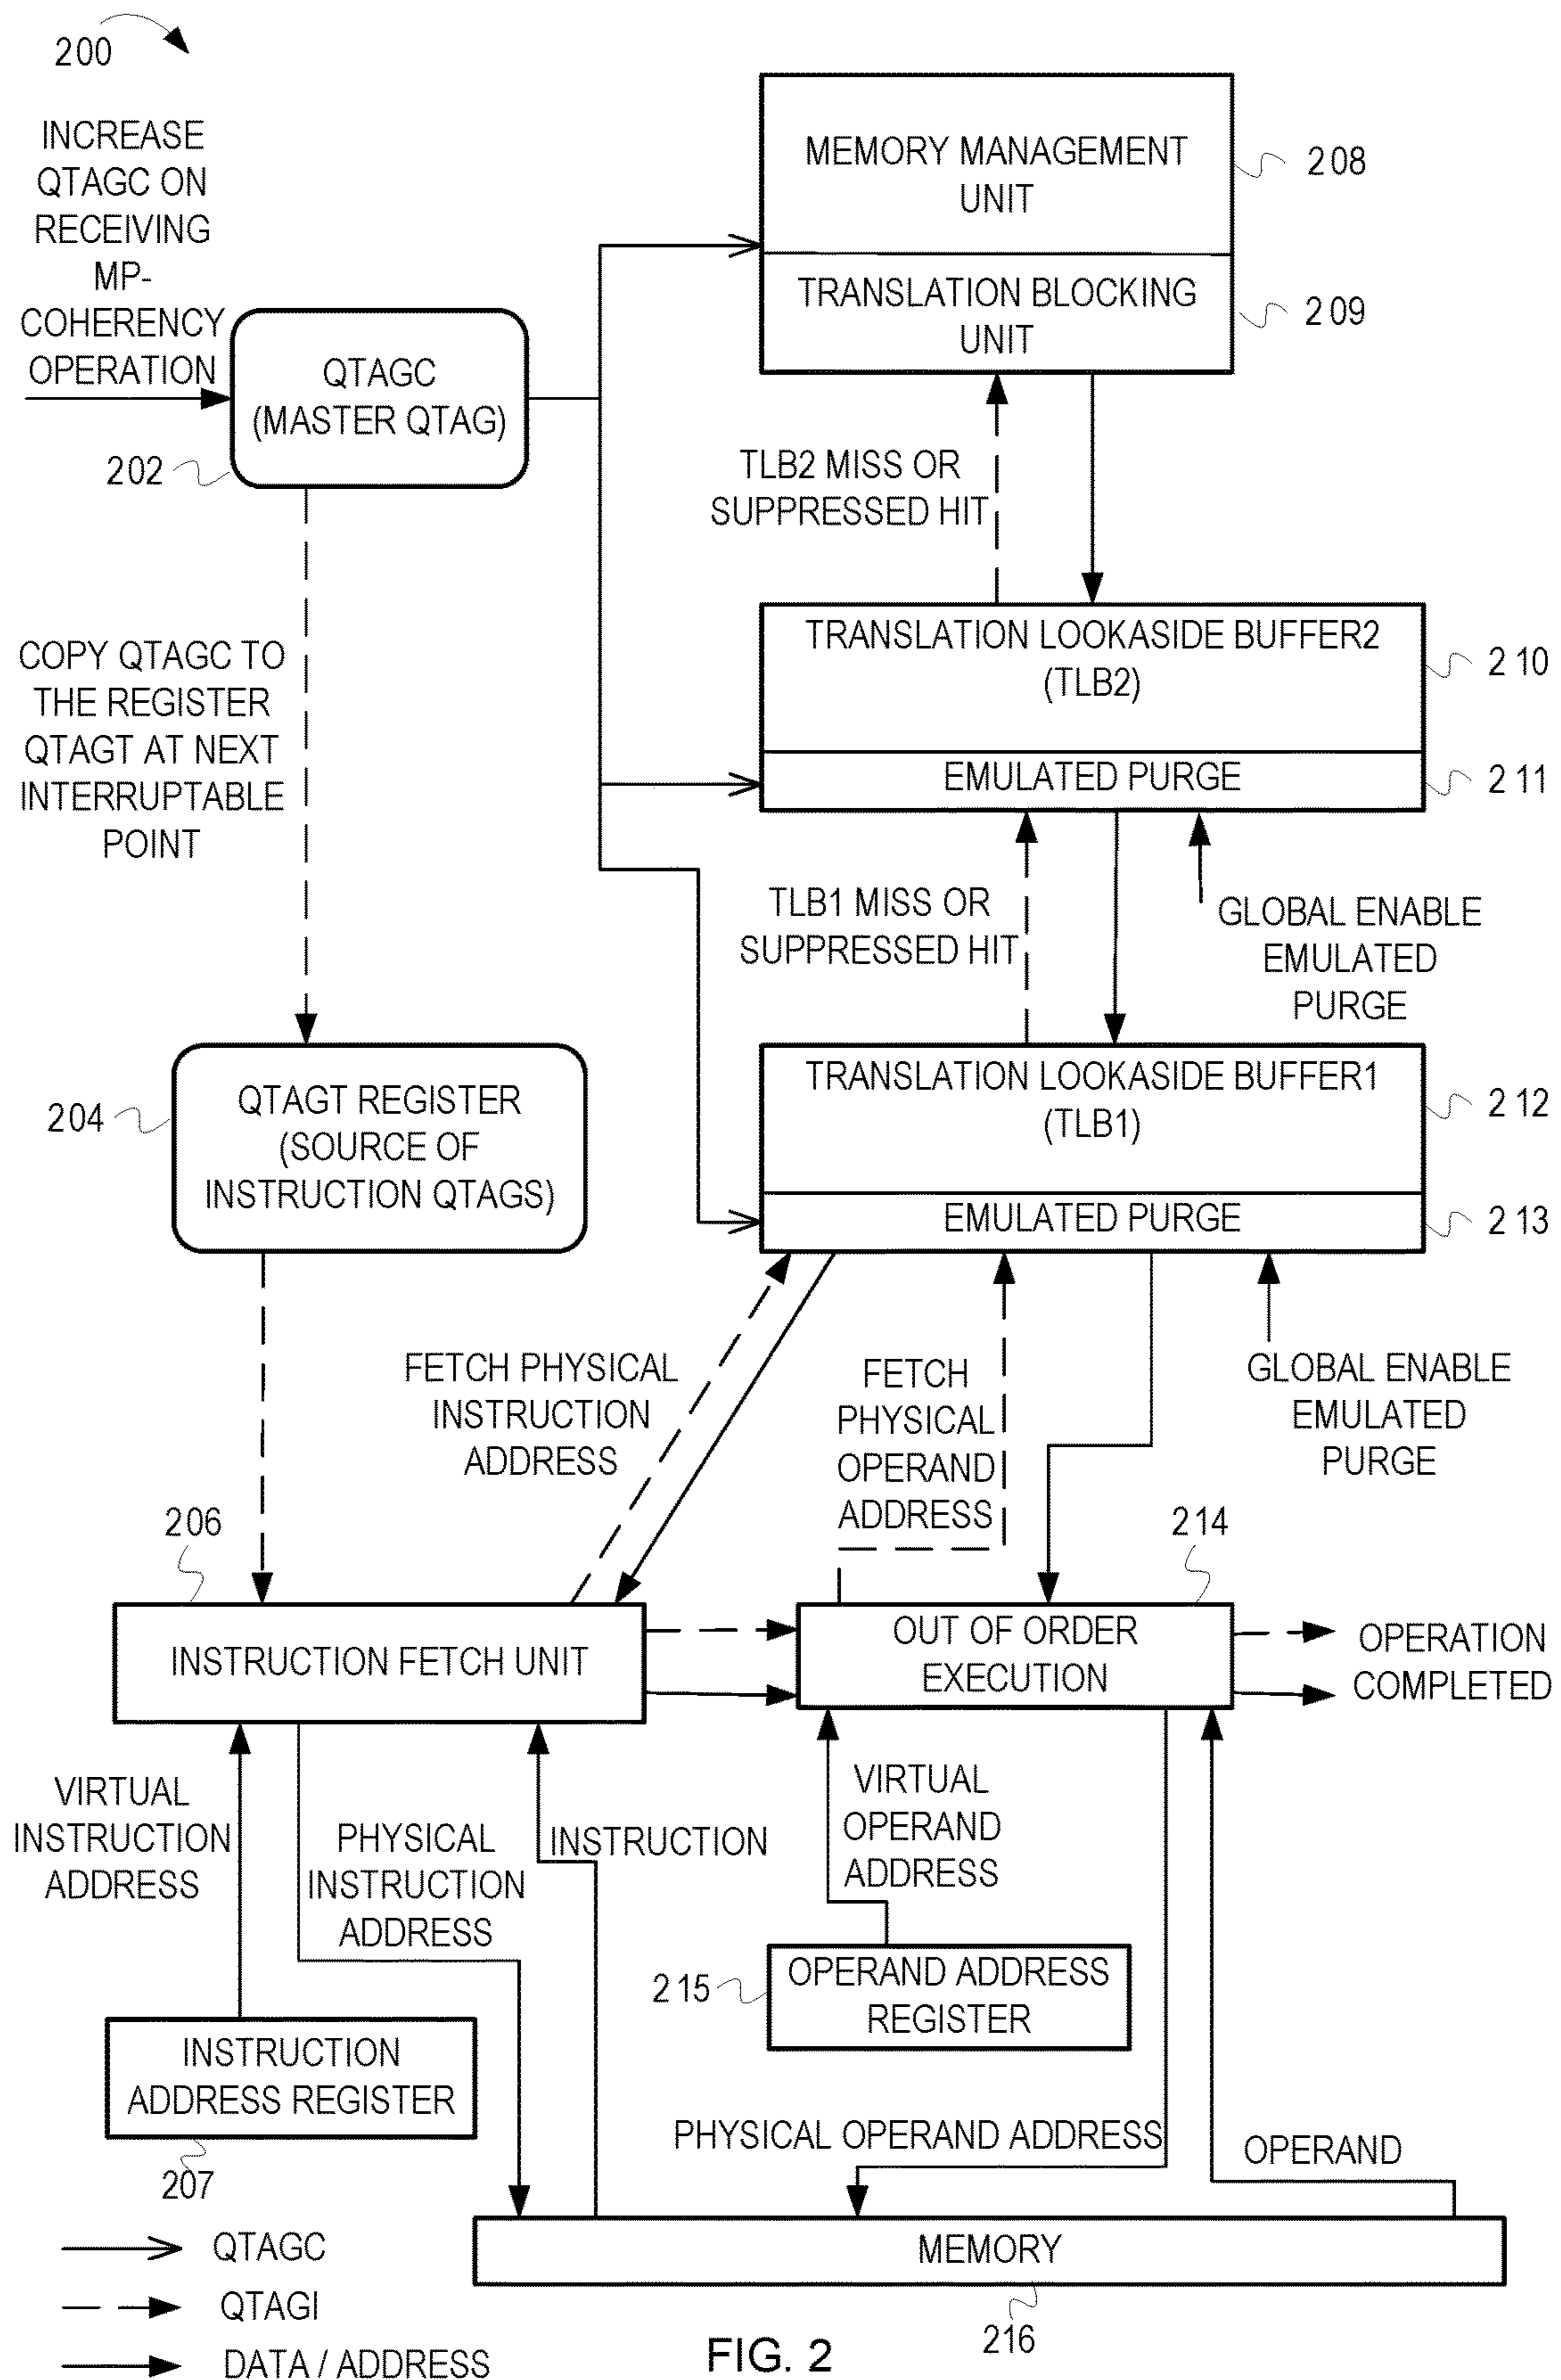 200
INCREASE
QTAGC ON
RECEIVING
MP-
COHERENCY
OPERATION
QTAGC
(MASTER QTAG)
202
MEMORY MANAGEMENT
UNIT
208
TRANSLATION BLOCKING
UNIT
209
TLB2 MISS OR
SUPPRESSED HIT
COPY QTAGC TO
THE REGISTER
QTAGT AT NEXT
INTERRUPTABLE
POINT
TRANSLATION LOOKASIDE BUFFER2
(TLB2)
210
EMULATED PURGE
211
TLB1 MISS OR
SUPPRESSED HIT
GLOBAL ENABLE
EMULATED
PURGE
204
QTAGT REGISTER
(SOURCE OF
INSTRUCTION QTAGS)
TRANSLATION LOOKASIDE BUFFER1
(TLB1)
212
EMULATED PURGE
213
FETCH PHYSICAL
INSTRUCTION
ADDRESS
FETCH
PHYSICAL
OPERAND
ADDRESS
GLOBAL ENABLE
EMULATED
PURGE
206
214
INSTRUCTION FETCH UNIT
OUT OF ORDER
EXECUTION
OPERATION
COMPLETED
VIRTUAL
INSTRUCTION
ADDRESS
PHYSICAL
INSTRUCTION
ADDRESS
INSTRUCTION
VIRTUAL
OPERAND
ADDRESS
215
OPERAND ADDRESS
REGISTER
INSTRUCTION
ADDRESS REGISTER
207
PHYSICAL OPERAND ADDRESS
OPERAND
MEMORY
216
QTAGC
QTAGI
DATA / ADDRESS
FIG. 2